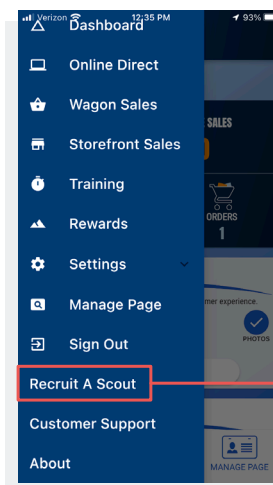 Verizon 12:35 PM 93%
Dashboard
Online Direct
Wagon Sales
SALES
Storefront Sales
Training
ORDERS
1
Rewards
Settings
Manage Page
mer experience.
PHOTOS
Sign Out
Recruit A Scout
Customer Support
About
MANAGE PAGE